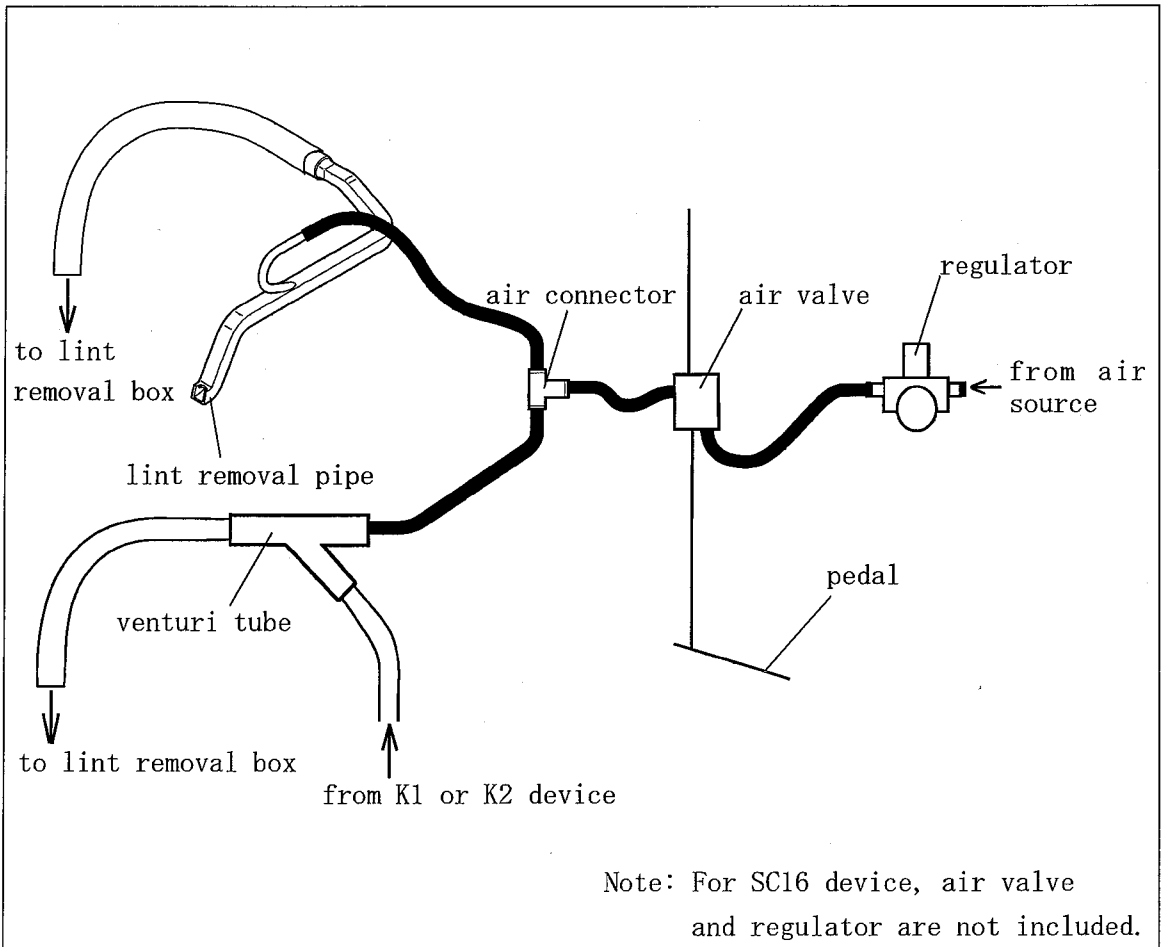 regulator
air connector
air valve
to lint
removal box
from air
source
lint removal pipe
pedal
venturi tube
to lint removal box
from K1 or K2 device
Note: For SC16 device, air valve
and regulator are not included.